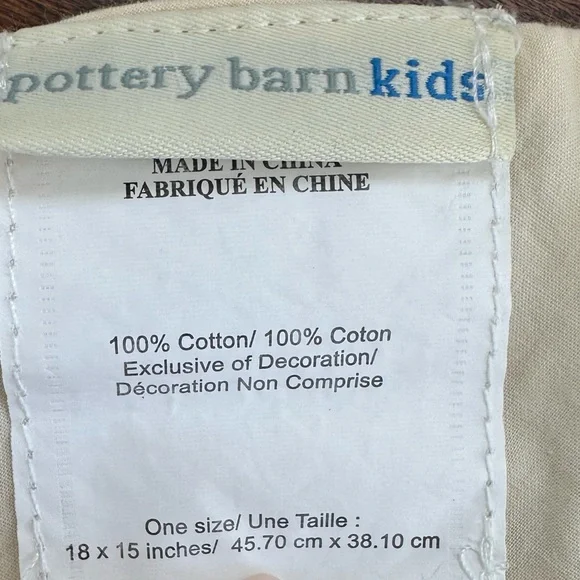 pottery barn kids
MADE IN CHINA
FABRIQUÉ EN CHINE
100% Cotton/ 100% Coton
Exclusive of Decoration/
Décoration Non Comprise
One size/ Une Taille :
18 x 15 inches/ 45.70 cm x 38.10 cm